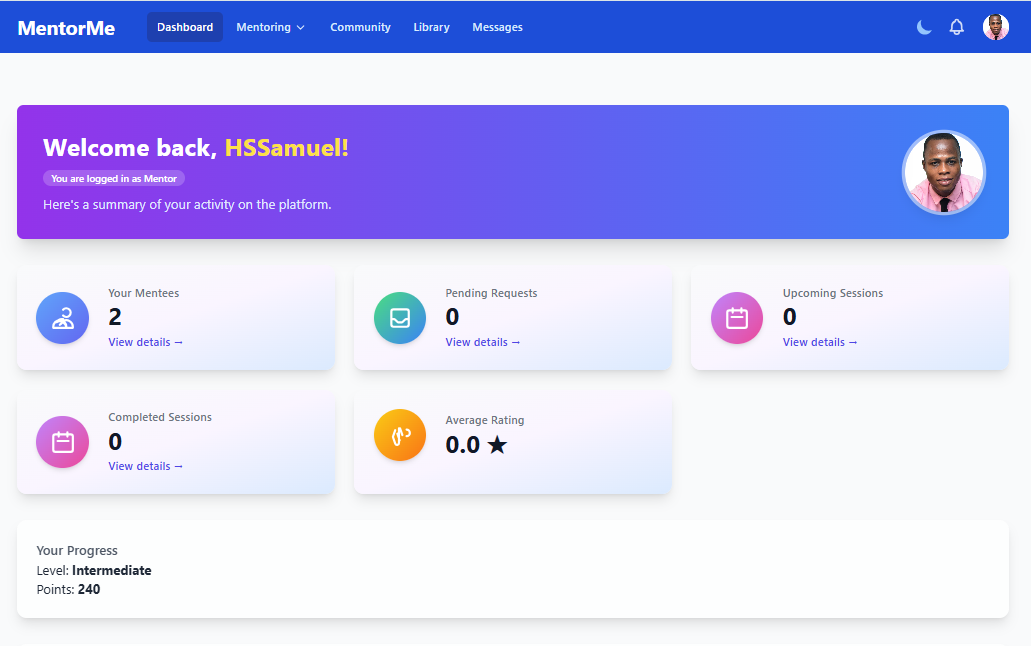 MentorMe Dashboard Mentoring Community Library Messages
Welcome back, HSSamuel!
You are logged in as Mentor
Here's a summary of your activity on the platform.
Your Mentees
2
View details →
Pending Requests
0
View details →
Upcoming Sessions
0
View details →
Completed Sessions
0
View details →
Average Rating
0.0 ★
Your Progress
Level: Intermediate
Points: 240